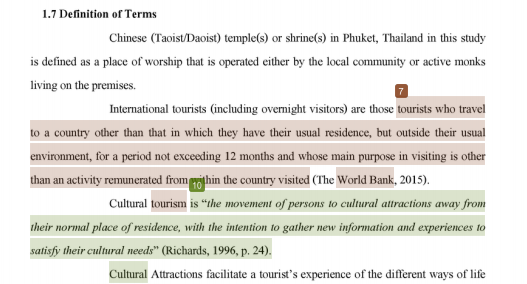 1.7 Definition of Terms
Chinese (Taoist/Daoist) temple(s) or shrine(s) in Phuket, Thailand in this study
is defined as a place of worship that is operated either by the local community or active monks
living on the premises.
7
International tourists (including overnight visitors) are those tourists who travel
to a country other than that in which they have their usual residence, but outside their usual
environment, for a period not exceeding 12 months and whose main purpose in visiting is other
than an activity remunerated from within the country visited (The World Bank, 2015).
10
Cultural tourism is “the movement of persons to cultural attractions away from
their normal place of residence, with the intention to gather new information and experiences to
satisfy their cultural needs” (Richards, 1996, p. 24).
Cultural Attractions facilitate a tourist’s experience of the different ways of life